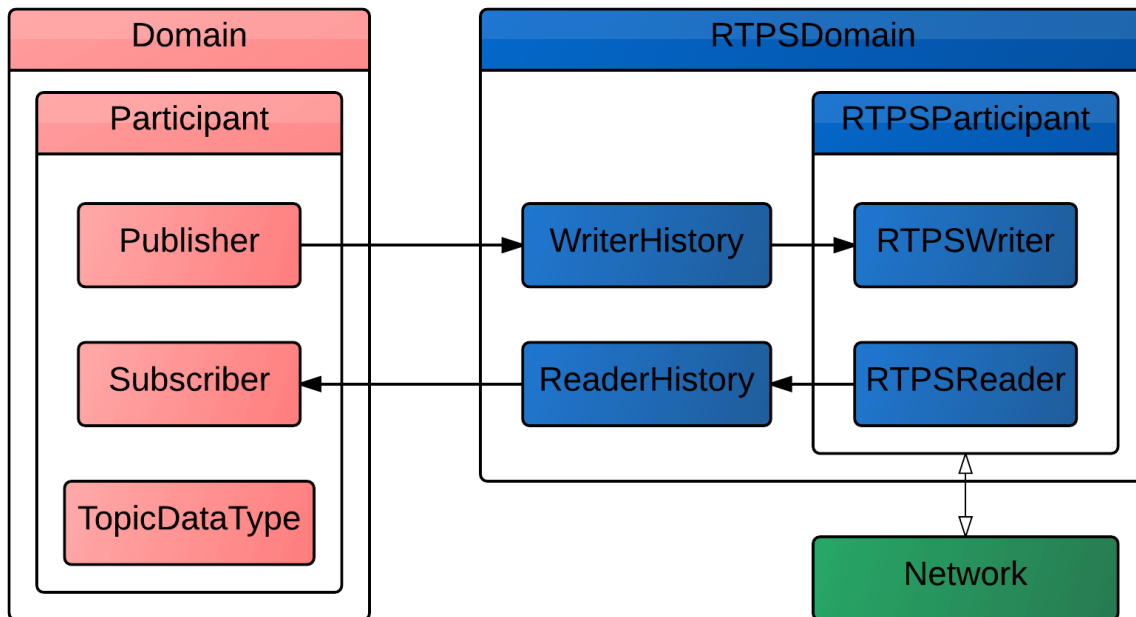 Domain
RTPSDomain
Participant
RTPSParticipant
Publisher
WriterHistory
RTPSWriter
Subscriber
ReaderHistory
RTPSReader
TopicDataType
Network